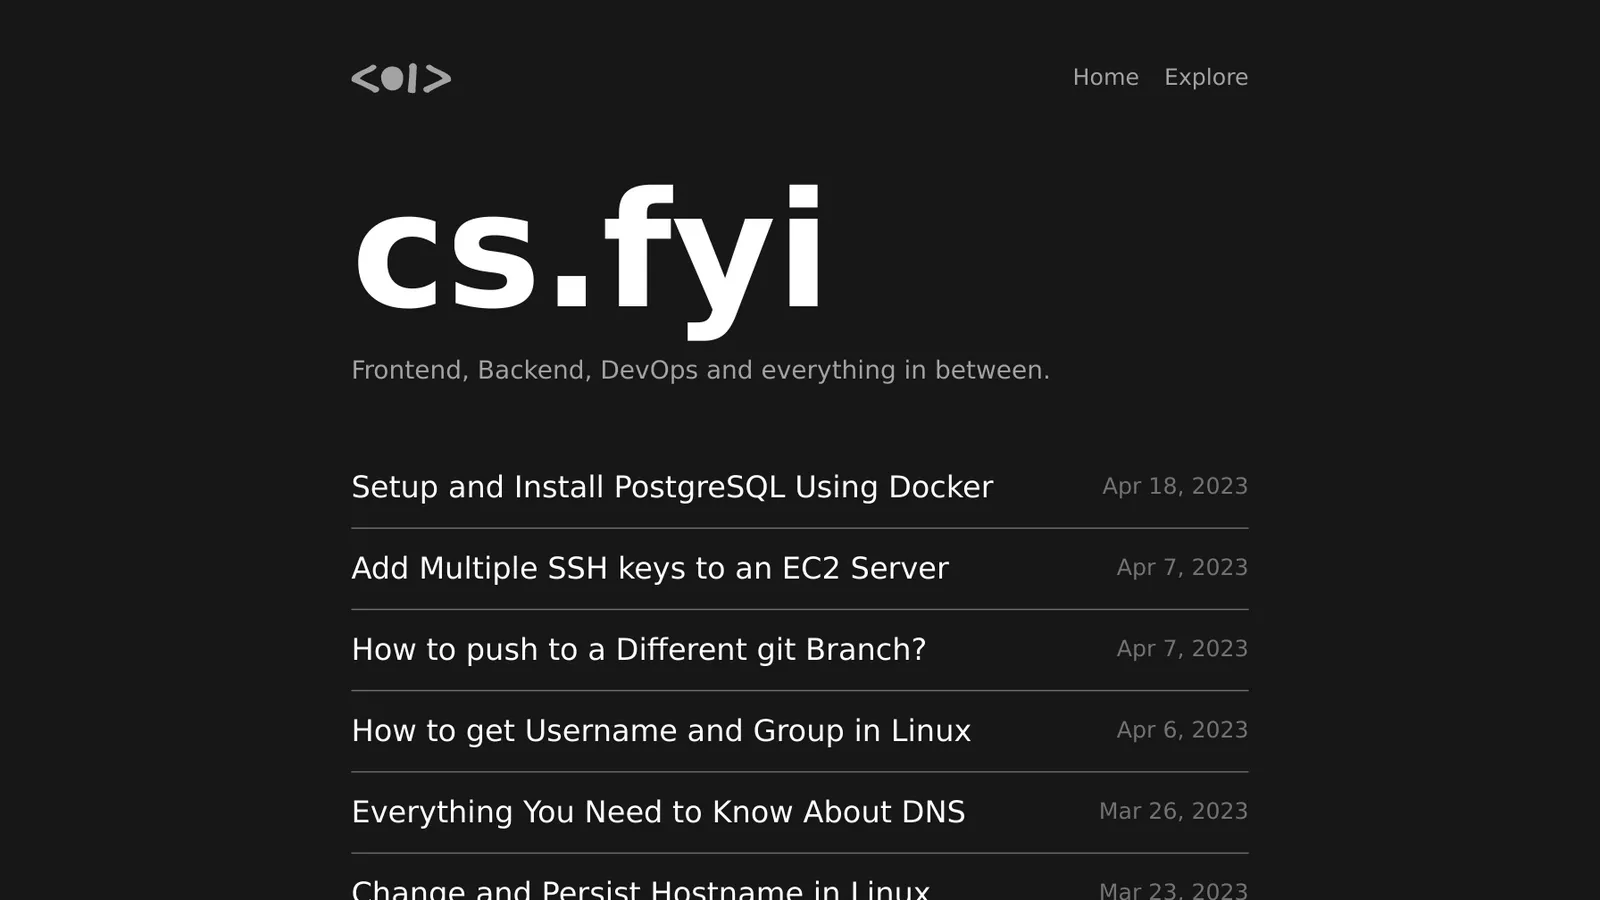 Home Explore
cs.fyi
Frontend, Backend, DevOps and everything in between.
Setup and Install PostgreSQL Using Docker Apr 18, 2023
Add Multiple SSH keys to an EC2 Server Apr 7, 2023
How to push to a Different git Branch? Apr 7, 2023
How to get Username and Group in Linux Apr 6, 2023
Everything You Need to Know About DNS Mar 26, 2023
Change and Persist Hostname in Linux Mar 23, 2023